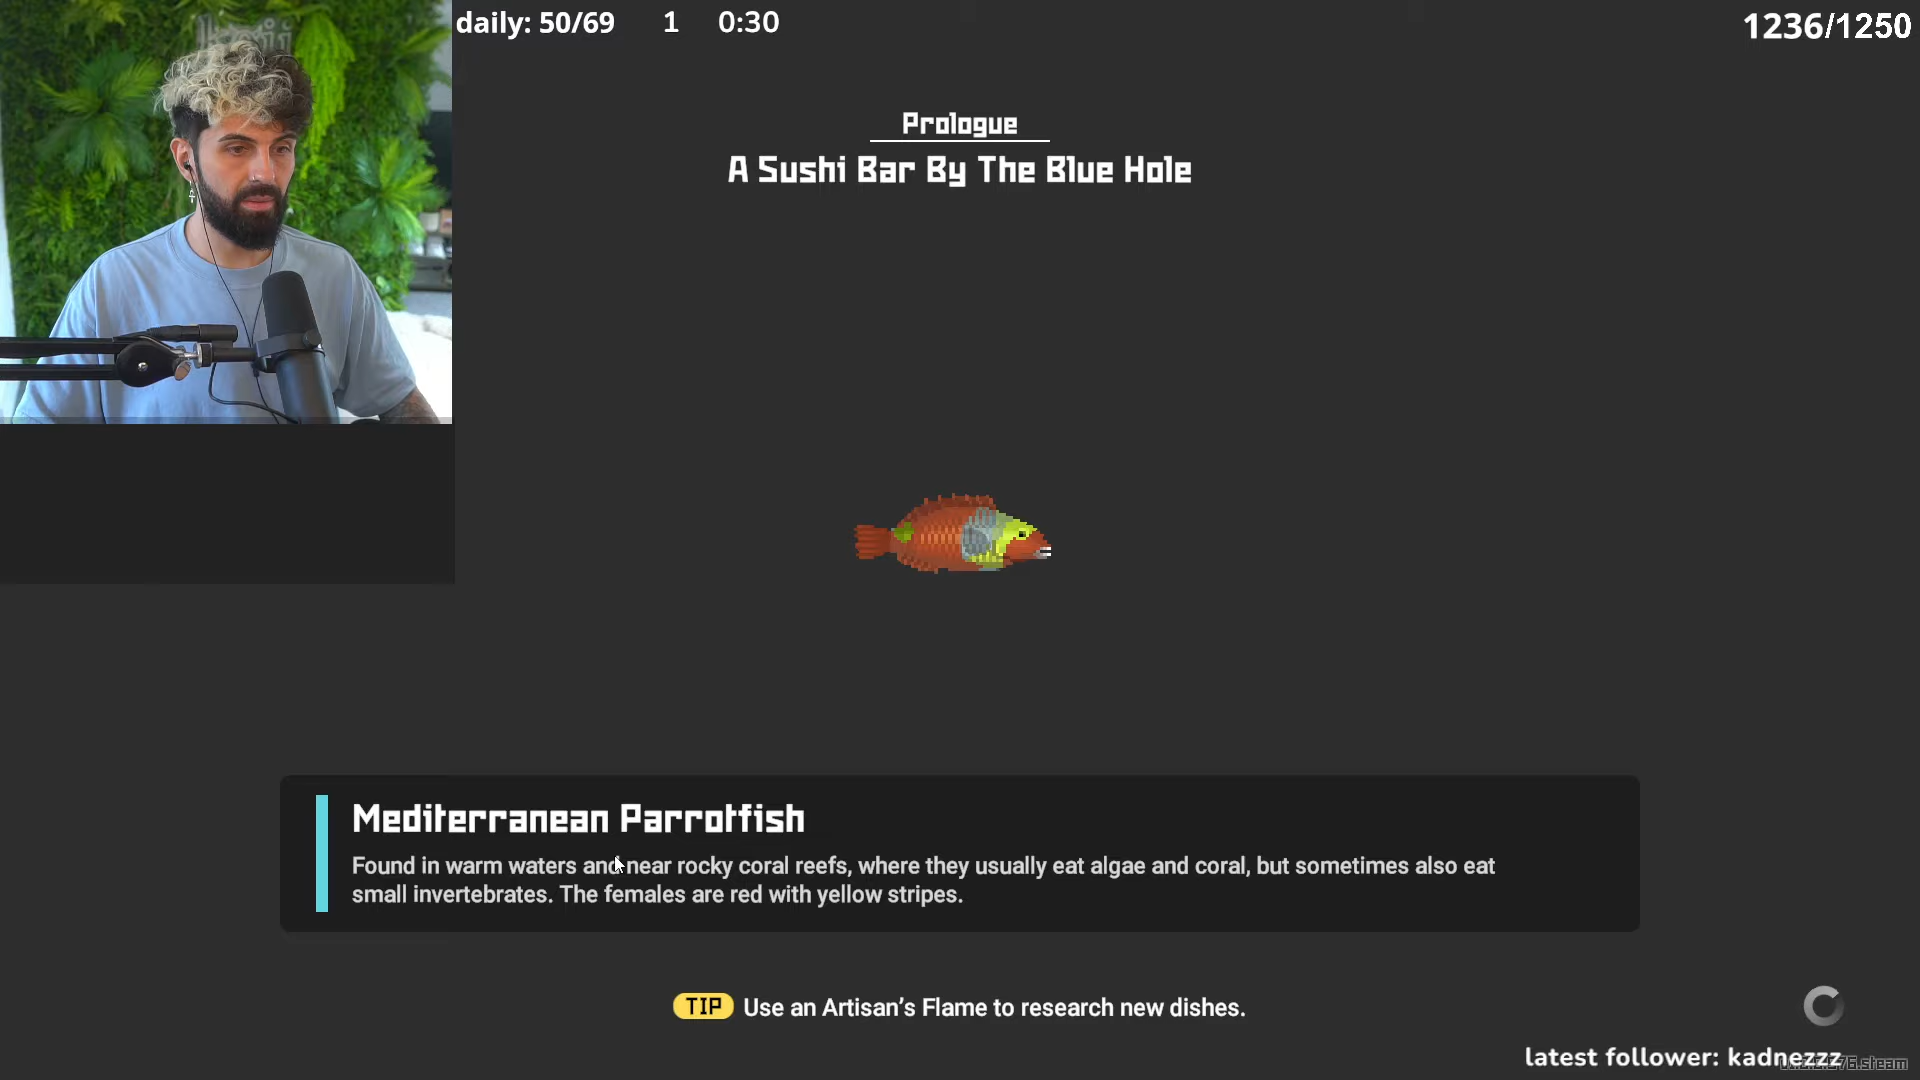 daily: 50/69 1 0:30
1236/1250
Prologue
A Sushi Bar By The Blue Hole
Mediterranean Parrotfish
Found in warm waters and near rocky coral reefs, where they usually eat algae and coral, but sometimes also eat
small invertebrates. The females are red with yellow stripes.
TIP Use an Artisan's Flame to research new dishes.
latest follower: kadnezzz